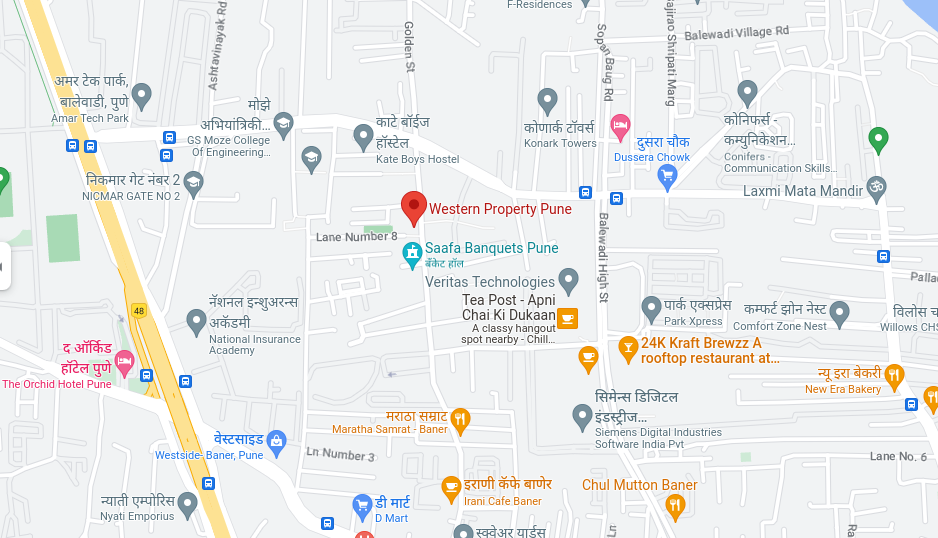 F-Residences
Golden St
Ashtavinayak Rd
Sopan Baug Rd
Balewadi Village Rd
अमर टेक पार्क,
बालेवाडी, पुणे
Amar Tech Park
मोझे
अभियांत्रिकी...
GS Moze College
Of Engineering...
काटे बॉईज
हॉस्टेल
Kate Boys Hostel
कोणार्क टॉवर्स
Konark Towers
दुसरा चौक
Dussera Chowk
कोनिफर्स -
कम्युनिकेशन...
Conifers -
Communication Skills...
निकमार गेट नंबर 2
NICMAR GATE NO 2
Laxmi Mata Mandir
Western Property Pune
Lane Number 8
Balewadi High St
Saafa Banquets Pune
बँकेट हॉल
Veritas Technologies
Tea Post - Apni
Chai Ki Dukaan
A classy hangout
spot nearby - Chill...
48
नॅशनल इन्शुअरन्स
अकॅडमी
National Insurance
Academy
पार्क एक्सप्रेस
Park Xpress
कम्फर्ट झोन नेस्ट
Comfort Zone Nest
Willows CHS
24K Kraft Brewzz A
rooftop restaurant at...
द ऑर्किड
हॉटेल पुणे
The Orchid Hotel Pune
न्यू इरा बेकरी
New Era Bakery
सिमेन्स डिजिटल
इंडस्ट्रीज...
Siemens Digital Industries
Software India Pvt
मराठा सम्राट
Maratha Samrat - Baner
वेस्टसाइड
Westside- Baner, Pune
Ln Number 3
Lane No. 6
इराणी कॅफे बाणेर
Irani Cafe Baner
Chul Mutton Baner
न्याती एम्पोरिस
Nyati Emporius
डी मार्ट
D Mart
स्क्वेअर यार्डस